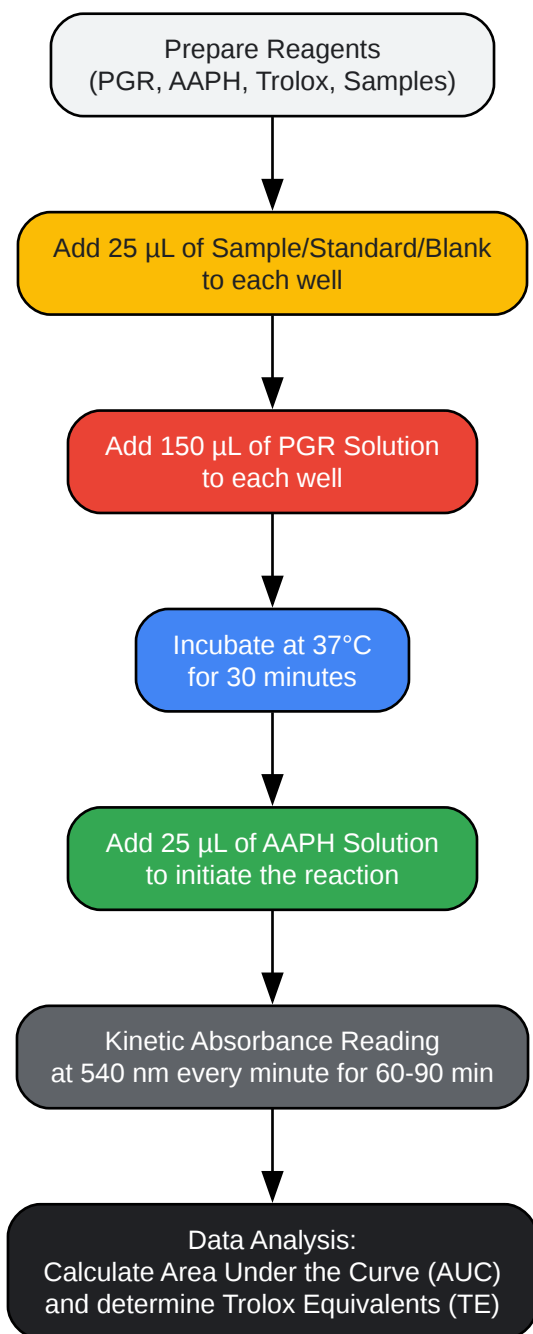 Prepare Reagents
(PGR, AAPH, Trolox, Samples)
Add 25 µL of Sample/Standard/Blank
to each well
Add 150 µL of PGR Solution
to each well
Incubate at 37°C
for 30 minutes
Add 25 µL of AAPH Solution
to initiate the reaction
Kinetic Absorbance Reading
at 540 nm every minute for 60-90 min
Data Analysis:
Calculate Area Under the Curve (AUC)
and determine Trolox Equivalents (TE)